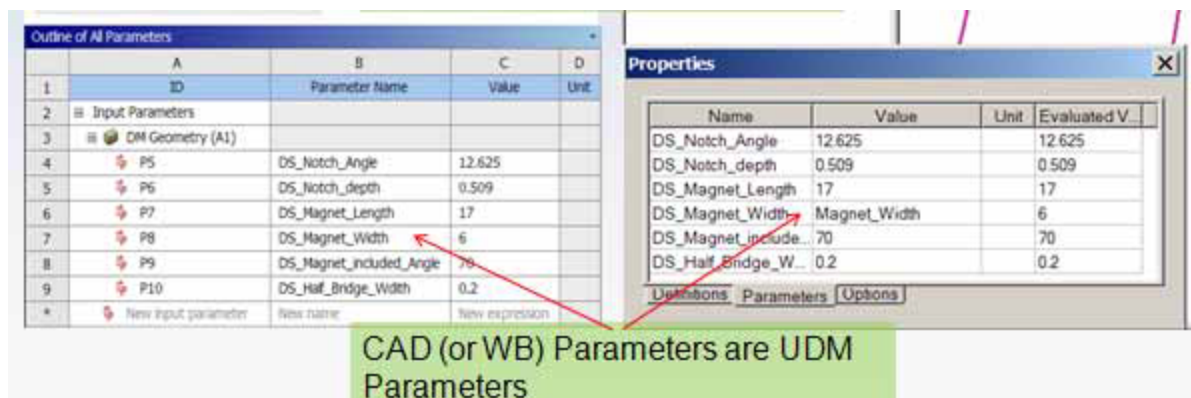 Outline of All Parameters
A B C D
1 ID Parameter Name Value Unit
2 Input Parameters
3 DM Geometry (A1)
4 P5 DS_Notch_Angle 12.625
5 P6 DS_Notch_depth 0.509
6 P7 DS_Magnet_Length 17
7 P8 DS_Magnet_Width 6
8 P9 DS_Magnet_included_Angle 70
9 P10 DS_Half_Bridge_Wdith 0.2
* New input parameter New name New expression
Properties
Name Value Unit Evaluated V...
DS_Notch_Angle 12.625 12.625
DS_Notch_depth 0.509 0.509
DS_Magnet_Length 17 17
DS_Magnet_Width Magnet_Width 6
DS_Magnet_include... 70 70
DS_Half_Bridge_W... 0.2 0.2
Definitions Parameters Options
CAD (or WB) Parameters are UDM
Parameters